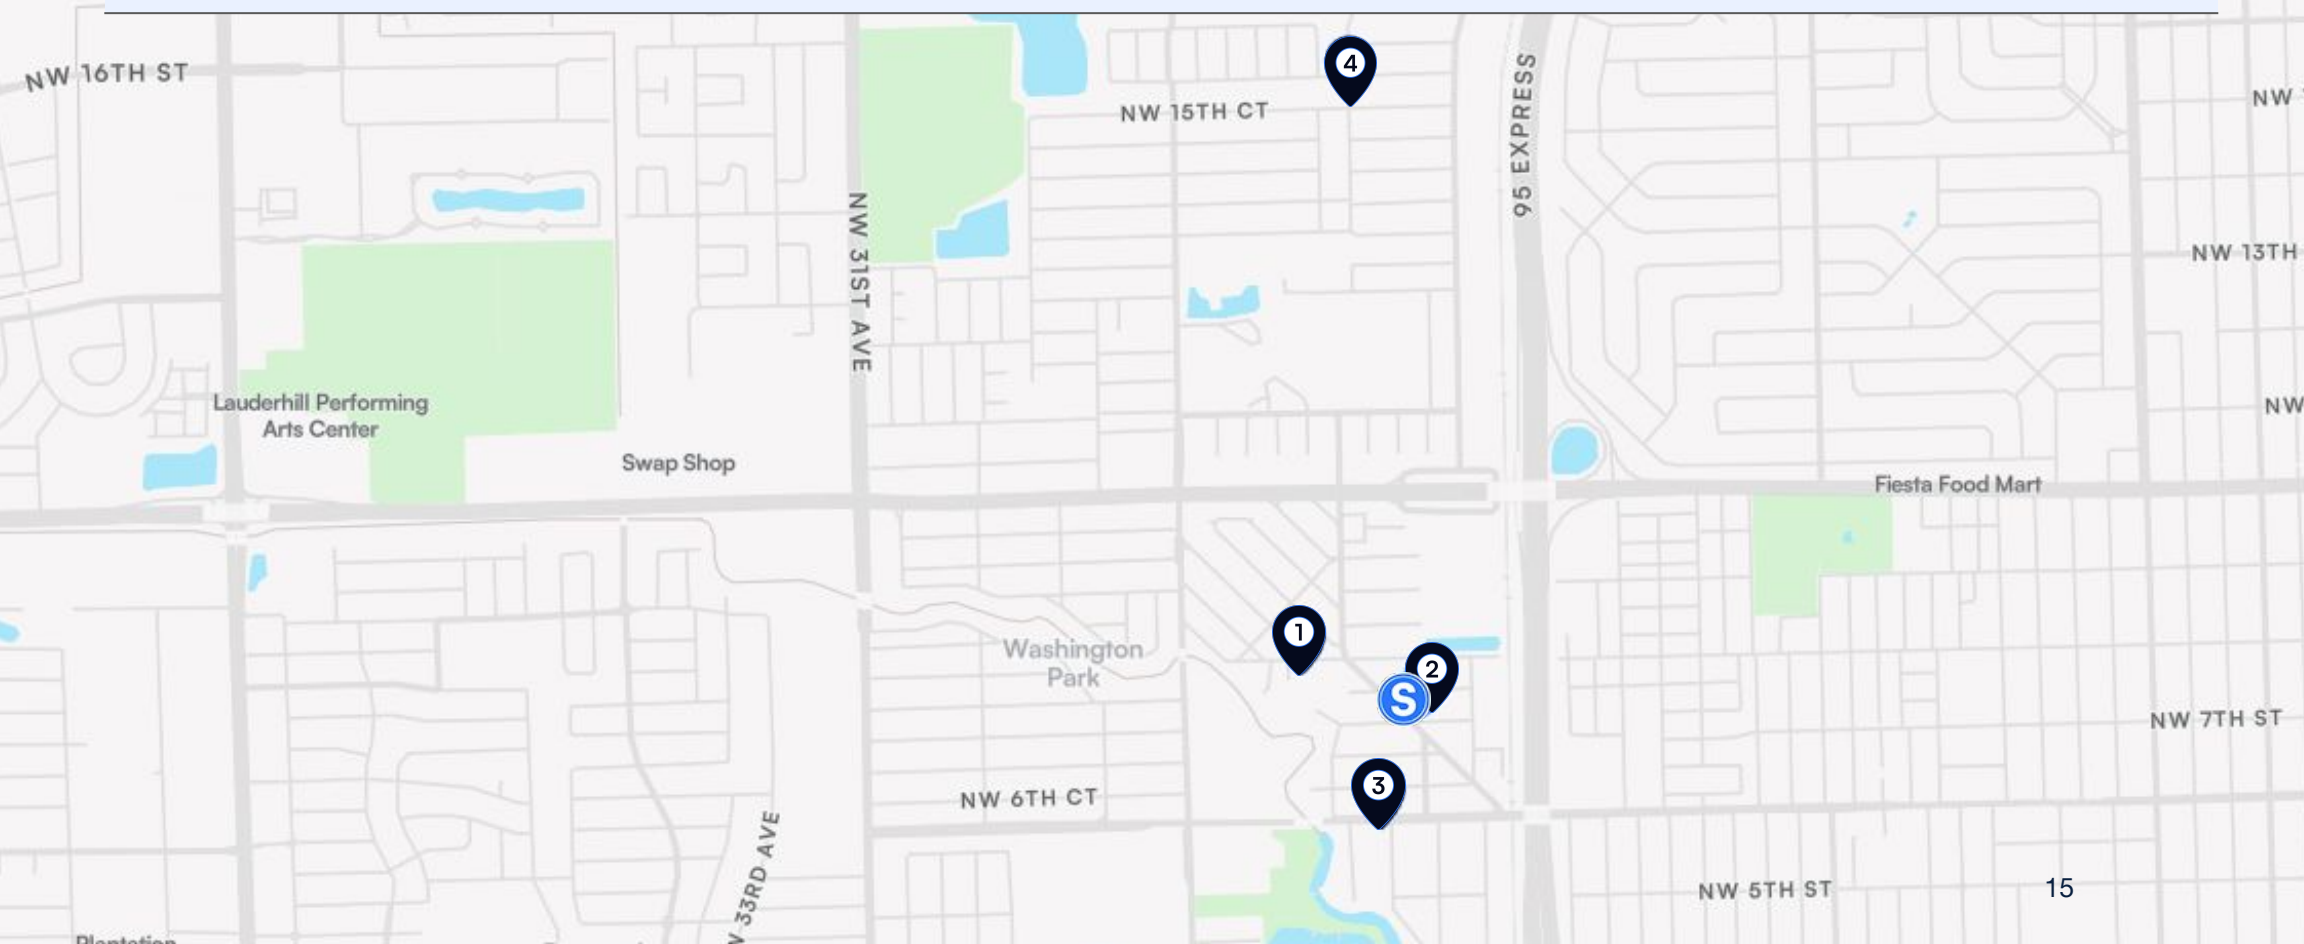 NW 16TH ST
4
NW 15TH CT
95 EXPRESS
NW
NW 31ST AVE
NW 13TH
Lauderhill Performing
Arts Center
Swap Shop
NW
Fiesta Food Mart
1
Washington
Park
2
S
3
NW 7TH ST
NW 6TH CT
33RD AVE
NW 5TH ST
15
Plantation